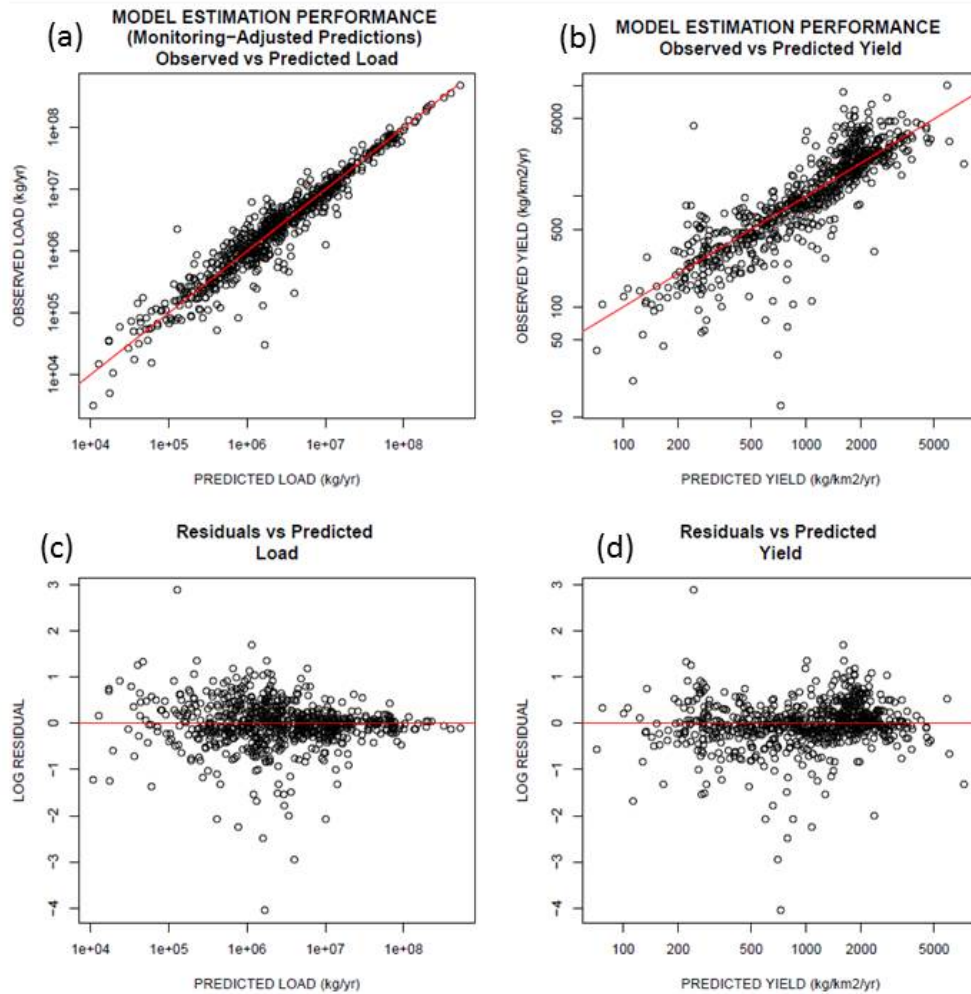 (a)
MODEL ESTIMATION PERFORMANCE
(Monitoring−Adjusted Predictions)
Observed vs Predicted Load
OBSERVED LOAD (kg/yr)
1e+08
1e+07
1e+06
1e+05
1e+04
1e+04 1e+05 1e+06 1e+07 1e+08
PREDICTED LOAD (kg/yr)
(b)
MODEL ESTIMATION PERFORMANCE
Observed vs Predicted Yield
OBSERVED YIELD (kg/km2/yr)
5000
500
100
50
10
100 200 500 1000 2000 5000
PREDICTED YIELD (kg/km2/yr)
(c)
Residuals vs Predicted
Load
LOG RESIDUAL
3
2
1
0
−1
−2
−3
−4
1e+04 1e+05 1e+06 1e+07 1e+08
PREDICTED LOAD (kg/yr)
(d)
Residuals vs Predicted
Yield
LOG RESIDUAL
3
2
1
0
−1
−2
−3
−4
100 200 500 1000 2000 5000
PREDICTED YIELD (kg/km2/yr)